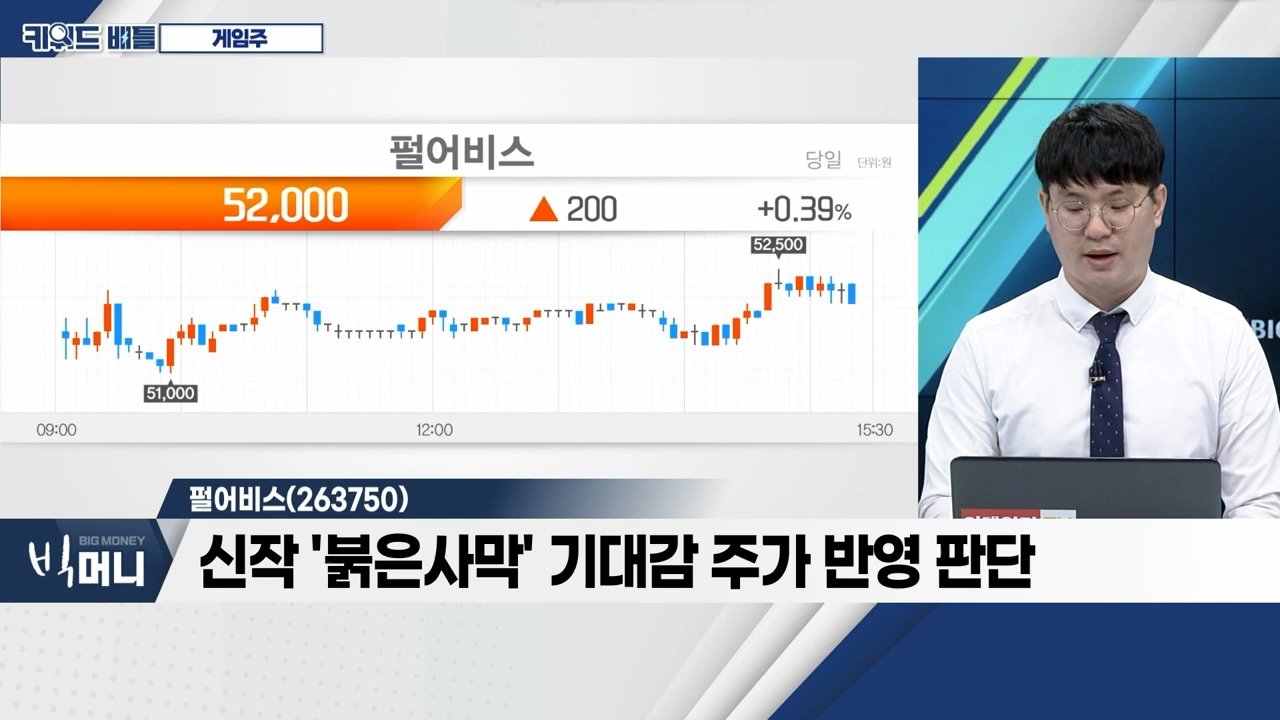 키워드 배틀
게임주
펄어비스
당일 단위:원
52,000 ▲ 200 +0.39%
52,500
51,000
09:00 12:00 15:30
BIG
펄어비스(263750)
BIG MONEY
빅머니
신작 '붉은사막' 기대감 주가 반영 판단